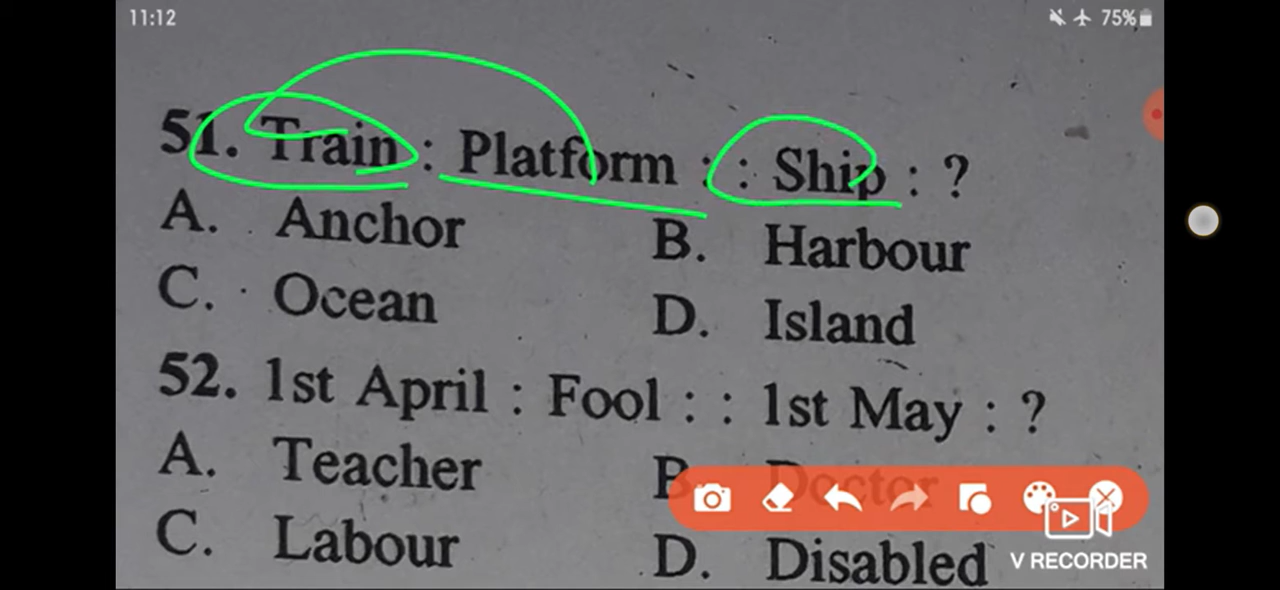 11:12 75%
51. Train : Platform : : Ship : ?
A. Anchor B. Harbour
C. Ocean D. Island
52. 1st April : Fool : : 1st May : ?
A. Teacher B. Doctor
C. Labour D. Disabled
V RECORDER